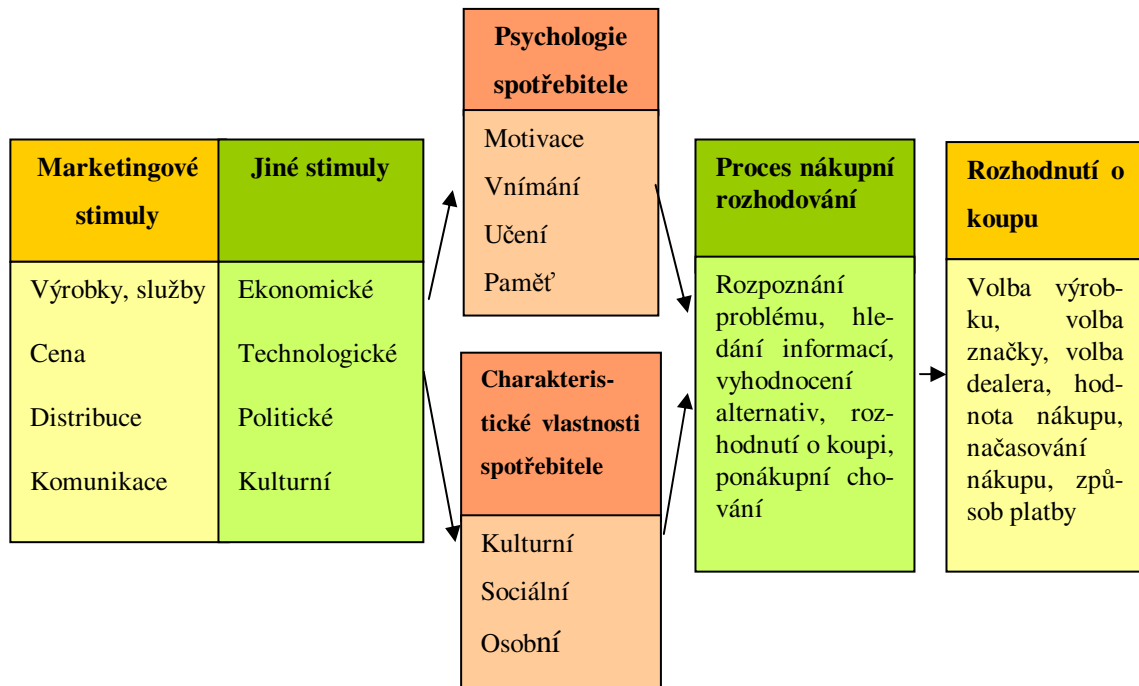 Marketingové
stimuly
Výrobky, služby
Cena
Distribuce
Komunikace
Jiné stimuly
Ekonomické
Technologické
Politické
Kulturní
Psychologie
spotřebitele
Motivace
Vnímání
Učení
Paměť
Charakteris-
tické vlastnosti
spotřebitele
Kulturní
Sociální
Osobní
Proces nákupní
rozhodování
Rozpoznání
problému, hle-
dání informací,
vyhodnocení
alternativ, roz-
hodnutí o koupi,
ponákupní cho-
vání
Rozhodnutí o
koupu
Volba výrob-
ku, volba
značky, volba
dealera, hod-
nota nákupu,
načasování
nákupu, způ-
sob platby